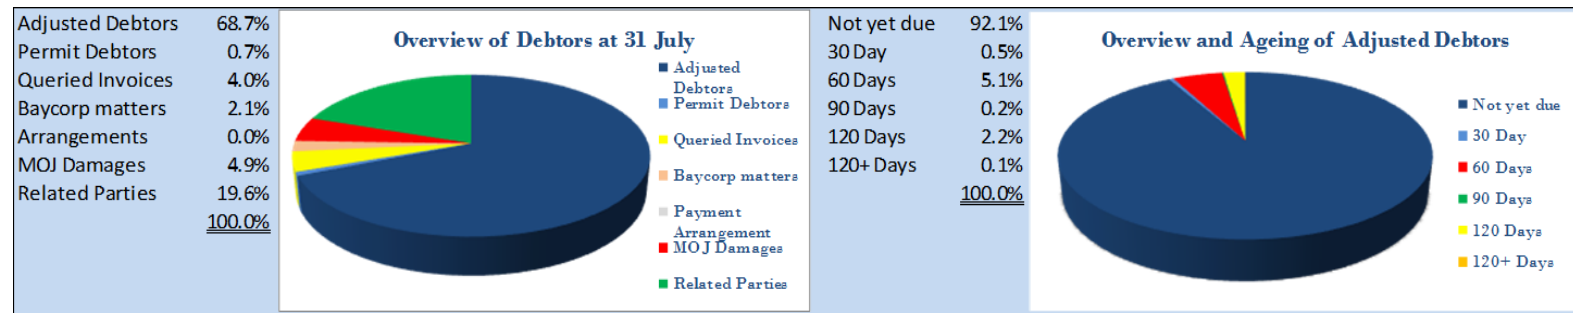 Adjusted Debtors 68.7%
Permit Debtors 0.7%
Queried Invoices 4.0%
Baycorp matters 2.1%
Arrangements 0.0%
MOJ Damages 4.9%
Related Parties 19.6%
100.0%
Overview of Debtors at 31 July
Adjusted
Debtors
Permit Debtors
Queried Invoices
Baycorp matters
Payment
Arrangement
MOJ Damages
Related Parties
Not yet due 92.1%
30 Day 0.5%
60 Days 5.1%
90 Days 0.2%
120 Days 2.2%
120+ Days 0.1%
100.0%
Overview and Ageing of Adjusted Debtors
Not yet due
30 Day
60 Days
90 Days
120 Days
120+ Days